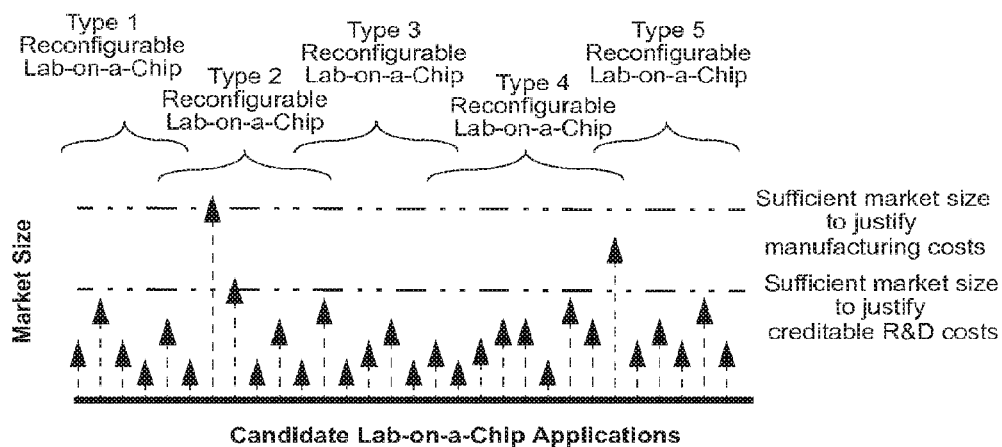 Type 1
Reconfigurable
Lab-on-a-Chip
Type 2
Reconfigurable
Lab-on-a-Chip
Type 3
Reconfigurable
Lab-on-a-Chip
Type 4
Reconfigurable
Lab-on-a-Chip
Type 5
Reconfigurable
Lab-on-a-Chip
Market Size
Sufficient market size
to justify
manufacturing costs
Sufficient market size
to justify
creditable R&D costs
Candidate Lab-on-a-Chip Applications